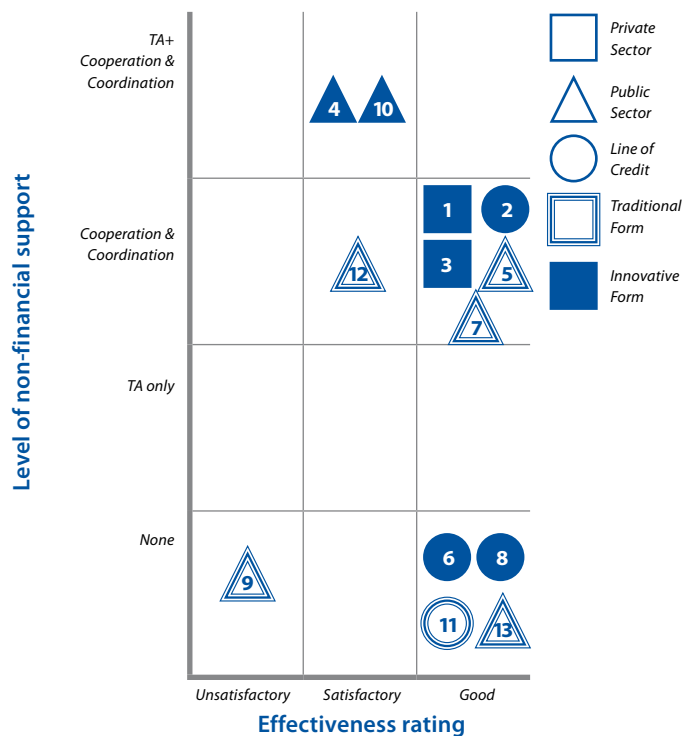 TA+
Cooperation &
Coordination
Cooperation &
Coordination
TA only
None
Level of non-financial support
4
10
1
2
3
12
5
7
9
6
8
11
13
Unsatisfactory
Satisfactory
Good
Effectiveness rating
Private
Sector
Public
Sector
Line of
Credit
Traditional
Form
Innovative
Form